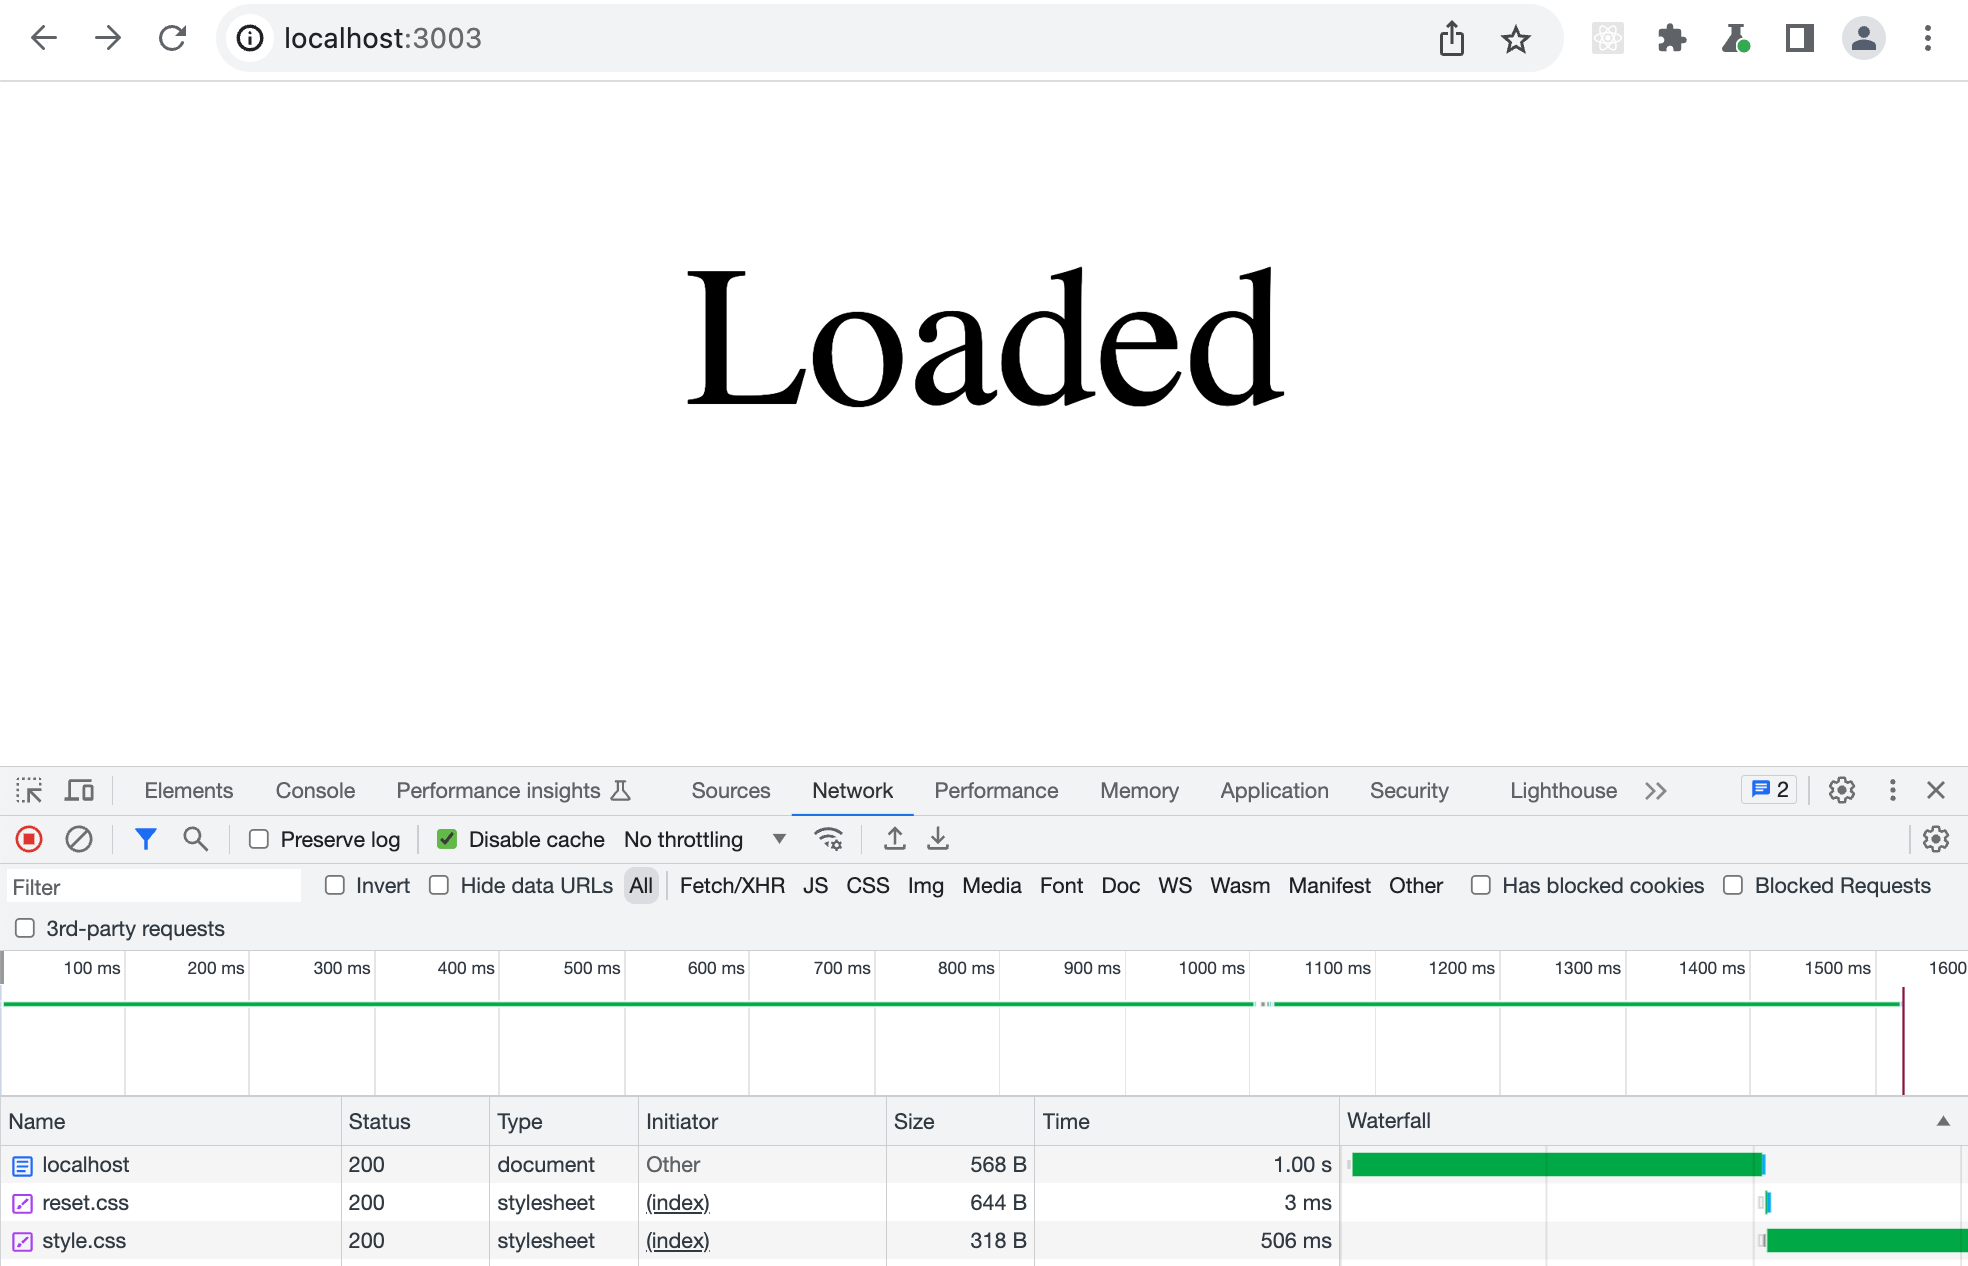 localhost:3003
Loaded
Elements Console Performance insights Sources Network Performance Memory Application Security Lighthouse 2
Preserve log Disable cache No throttling
Filter Invert Hide data URLs All Fetch/XHR JS CSS Img Media Font Doc WS Wasm Manifest Other Has blocked cookies Blocked Requests
3rd-party requests
100 ms 200 ms 300 ms 400 ms 500 ms 600 ms 700 ms 800 ms 900 ms 1000 ms 1100 ms 1200 ms 1300 ms 1400 ms 1500 ms 1600
Name Status Type Initiator Size Time Waterfall
localhost 200 document Other 568 B 1.00 s
reset.css 200 stylesheet (index) 644 B 3 ms
style.css 200 stylesheet (index) 318 B 506 ms